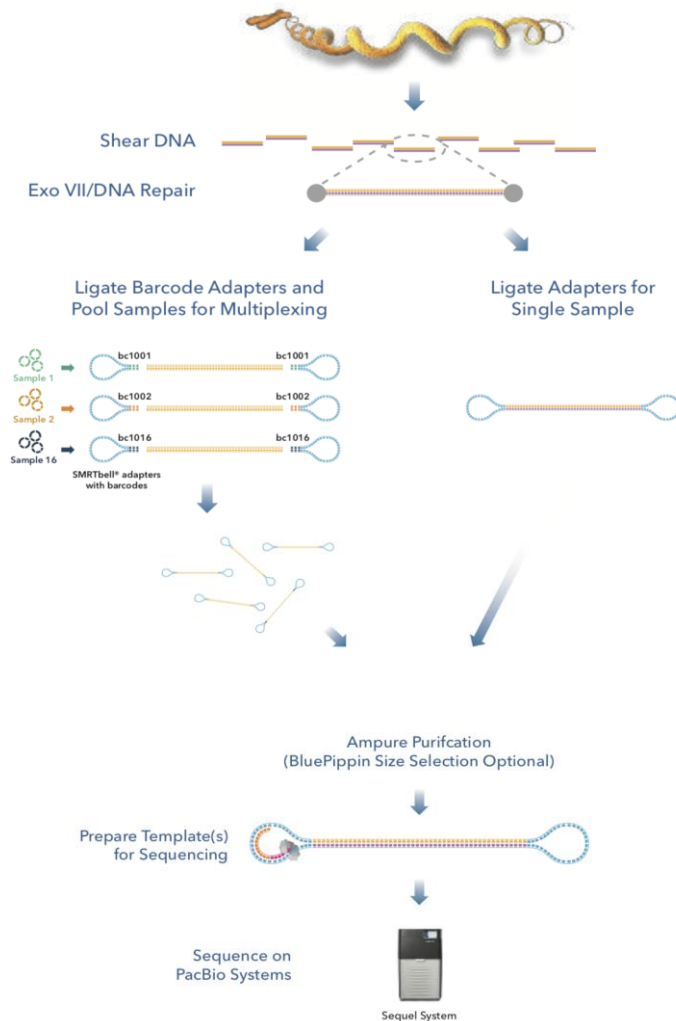 Shear DNA
Exo VII/DNA Repair
Ligate Barcode Adapters and
Pool Samples for Multiplexing
Ligate Adapters for
Single Sample
bc1001
bc1001
Sample 1
bc1002
bc1002
Sample 2
bc1016
bc1016
Sample 16
SMRTbell® adapters
with barcodes
Ampure Purifcation
(BluePippin Size Selection Optional)
Prepare Template(s)
for Sequencing
Sequence on
PacBio Systems
Sequel System